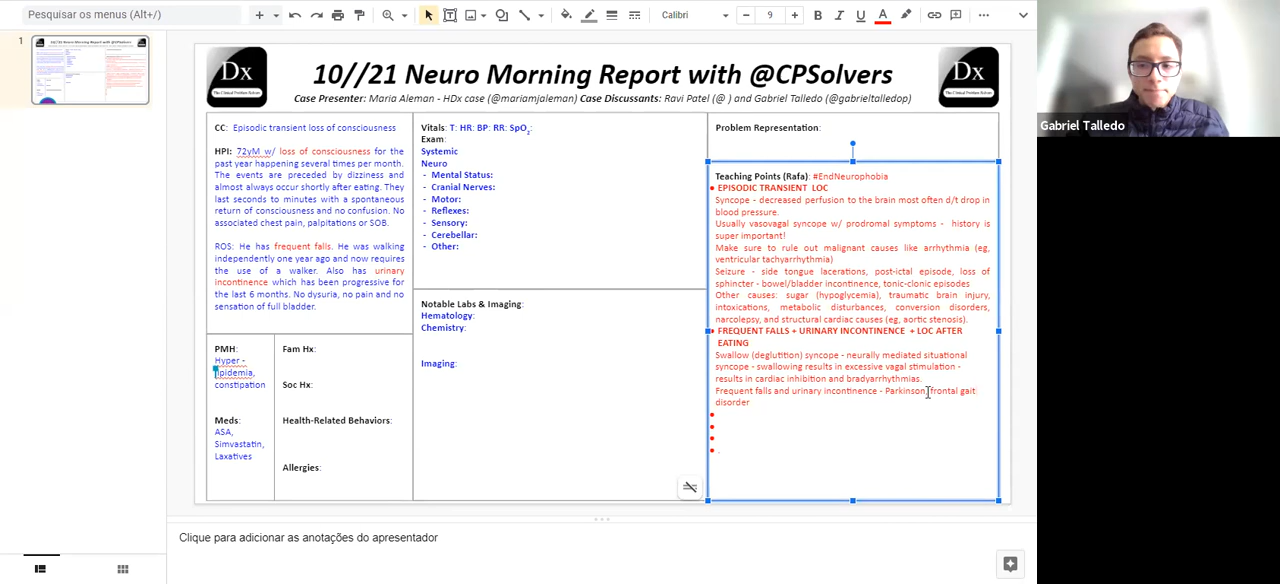 Pesquisar os menus (Alt+/)
Calibri
9
B
I
U
A
1
Dx
The Clinical Problem Solvers
10//21 Neuro Morning Report with @CPSolvers
Case Presenter: Maria Aleman - HDx case (@mariamjaleman) Case Discussants: Ravi Patel (@ ) and Gabriel Talledo (@gabrieltalledop)
Dx
The Clinical Problem Solvers
CC: Episodic transient loss of consciousness
HPI: 72yM w/ loss of consciousness for the
past year happening several times per month.
The events are preceded by dizziness and
almost always occur shortly after eating. They
last seconds to minutes with a spontaneous
return of consciousness and no confusion. No
associated chest pain, palpitations or SOB.
ROS: He has frequent falls. He was walking
independently one year ago and now requires
the use of a walker. Also has urinary
incontinence which has been progressive for
the last 6 months. No dysuria, no pain and no
sensation of full bladder.
PMH:
Hyper -
lipidemia,
constipation
Meds:
ASA,
Simvastatin,
Laxatives
Fam Hx:
Soc Hx:
Health-Related Behaviors:
Allergies:
Vitals: T: HR: BP: RR: SpO2:
Exam:
Systemic
Neuro
- Mental Status:
- Cranial Nerves:
- Motor:
- Reflexes:
- Sensory:
- Cerebellar:
- Other:
Notable Labs & Imaging:
Hematology:
Chemistry:
Imaging:
Problem Representation:
Teaching Points (Rafa): #EndNeurophobia
• EPISODIC TRANSIENT LOC
Syncope - decreased perfusion to the brain most often d/t drop in
blood pressure.
Usually vasovagal syncope w/ prodromal symptoms - history is
super important!
Make sure to rule out malignant causes like arrhythmia (eg,
ventricular tachyarrhythmia)
Seizure - side tongue lacerations, post-ictal episode, loss of
sphincter - bowel/bladder incontinence, tonic-clonic episodes
Other causes: sugar (hypoglycemia), traumatic brain injury,
intoxications, metabolic disturbances, conversion disorders,
narcolepsy, and structural cardiac causes (eg, aortic stenosis).
• FREQUENT FALLS + URINARY INCONTINENCE + LOC AFTER
EATING
Swallow (deglutition) syncope - neurally mediated situational
syncope - swallowing results in excessive vagal stimulation -
results in cardiac inhibition and bradyarrhythmias.
Frequent falls and urinary incontinence - Parkinson, frontal gait
disorder
•
•
•
• .
Clique para adicionar as anotações do apresentador
Gabriel Talledo